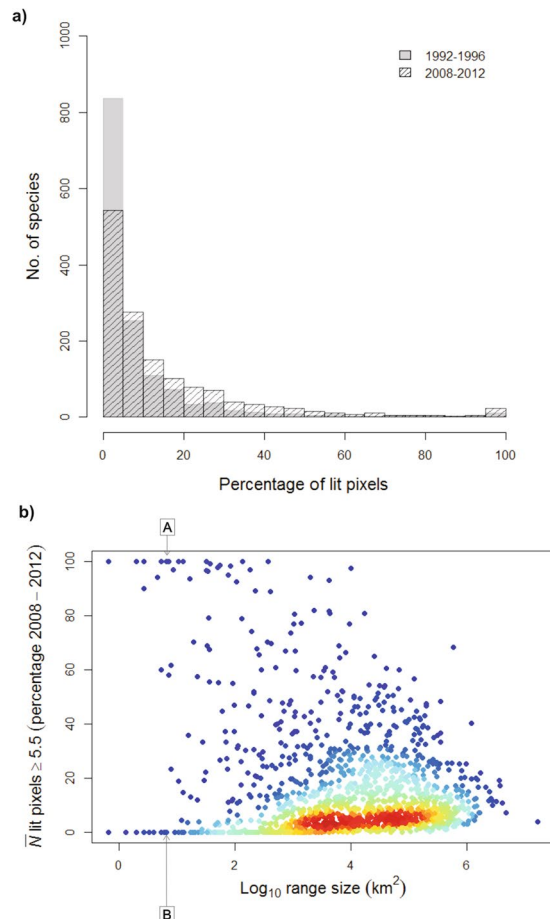 a)
1000
800
600
400
200
0
No. of species
1992-1996
2008-2012
0 20 40 60 80 100
Percentage of lit pixels
b)
A
100
80
60
40
20
0
N̅ lit pixels ≥ 5.5 (percentage 2008 – 2012)
0 2 4 6
Log₁₀ range size (km²)
B